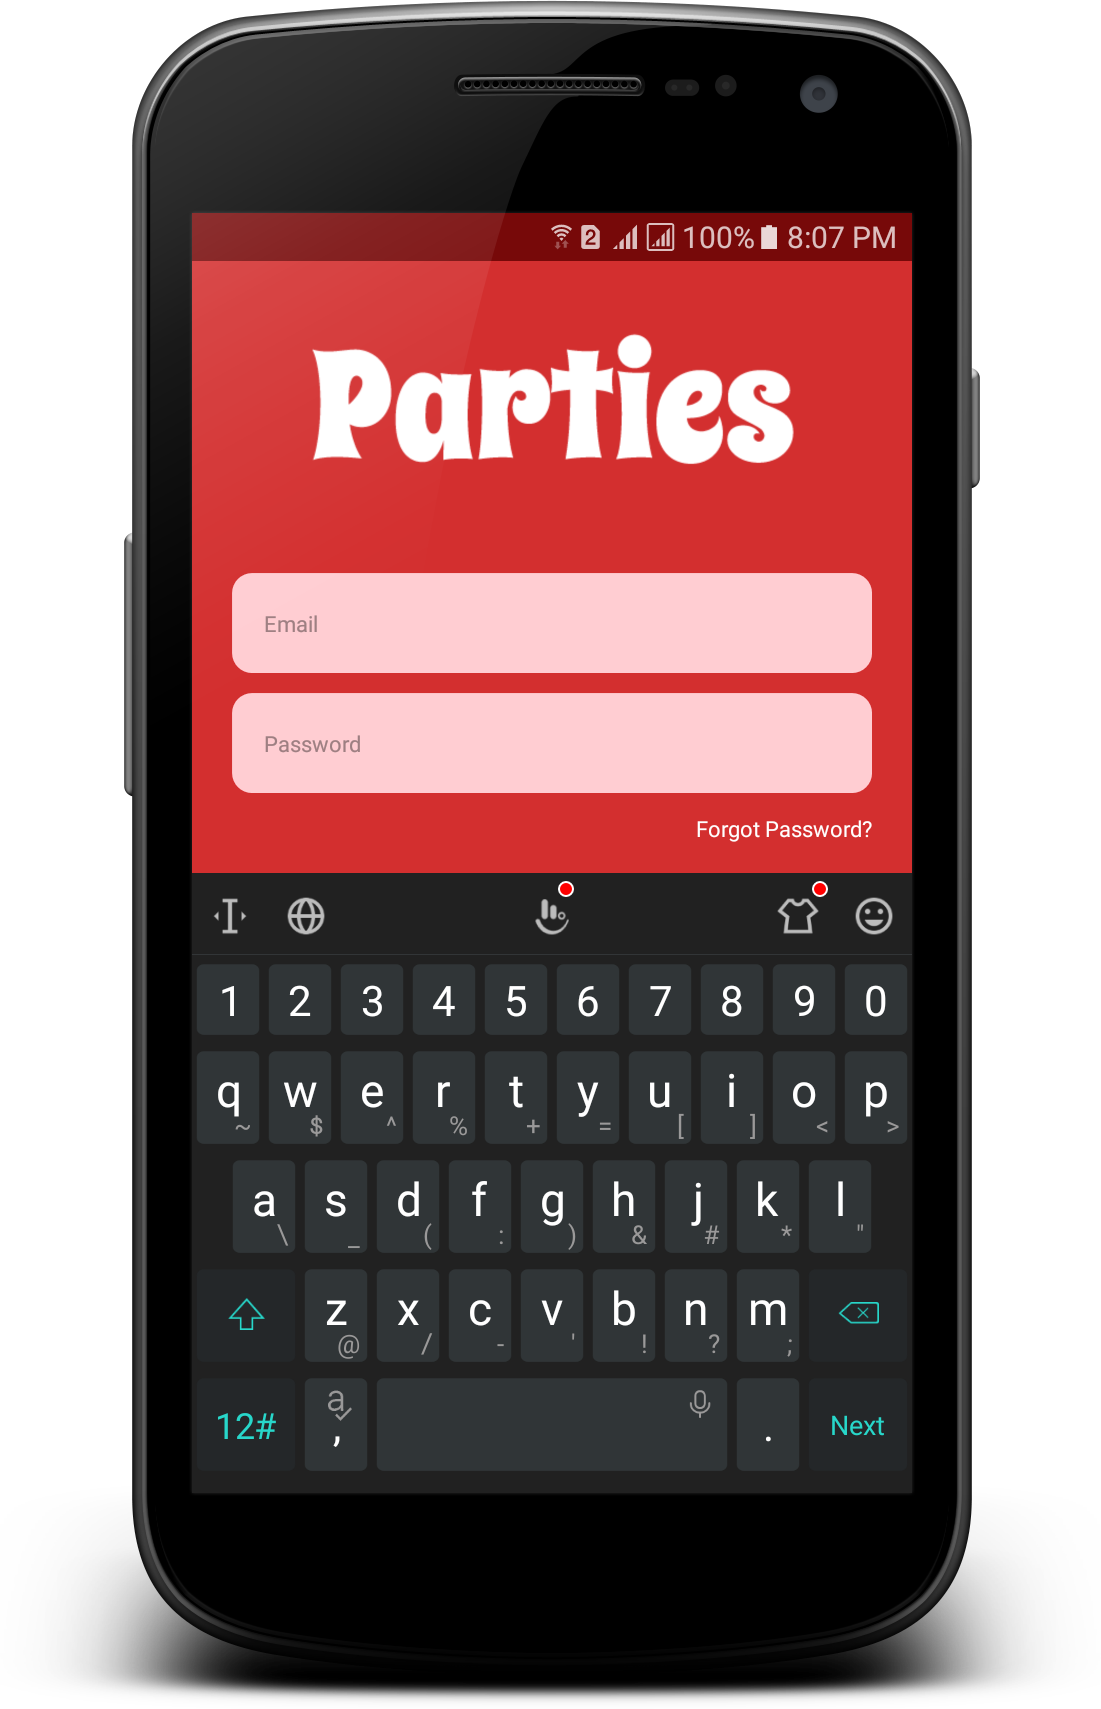 2 100% 8:07 PM
Parties
Email
Password
Forgot Password?
1 2 3 4 5 6 7 8 9 0
q w e r t y u i o p
~ $ ^ % + = [ ] < >
a s d f g h j k l
\ _ ( : ) & # * "
z x c v b n m
@ / - ' ! ? ;
a
12# , . Next